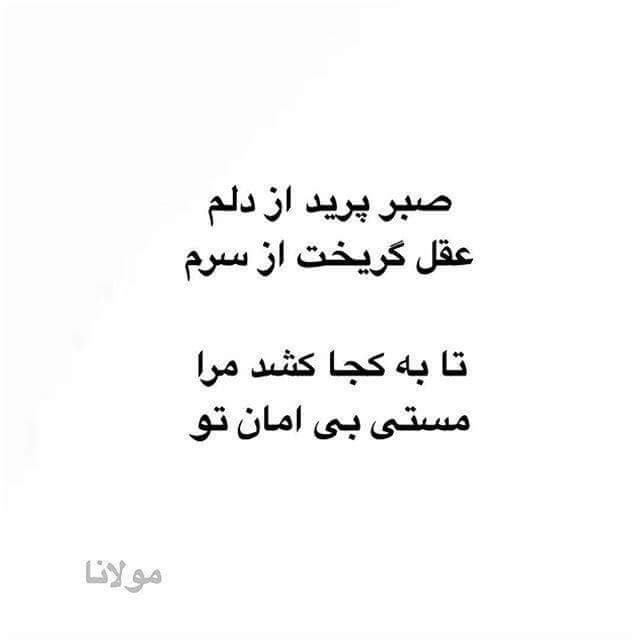 صبر پرید از دلم
عقل گریخت از سرم
تا به کجا کشد مرا
مستی بی امان تو
مولانا